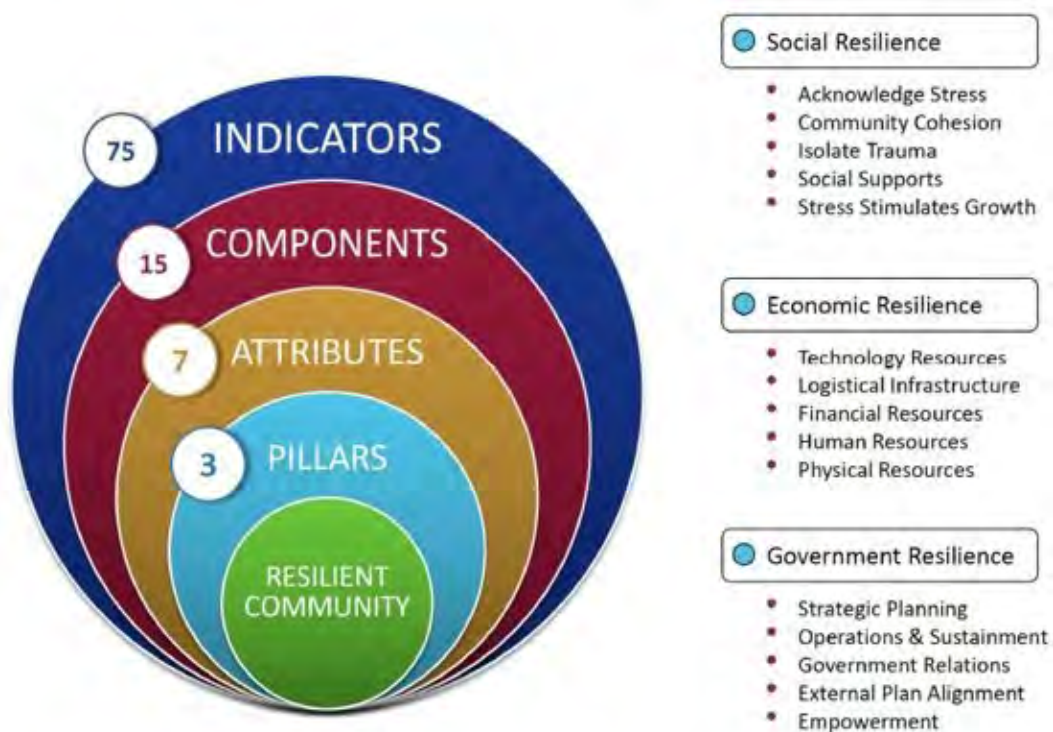 75
INDICATORS
15
COMPONENTS
7
ATTRIBUTES
3
PILLARS
RESILIENT
COMMUNITY
Social Resilience
• Acknowledge Stress
• Community Cohesion
• Isolate Trauma
• Social Supports
• Stress Stimulates Growth
Economic Resilience
• Technology Resources
• Logistical Infrastructure
• Financial Resources
• Human Resources
• Physical Resources
Government Resilience
• Strategic Planning
• Operations & Sustainment
• Government Relations
• External Plan Alignment
• Empowerment